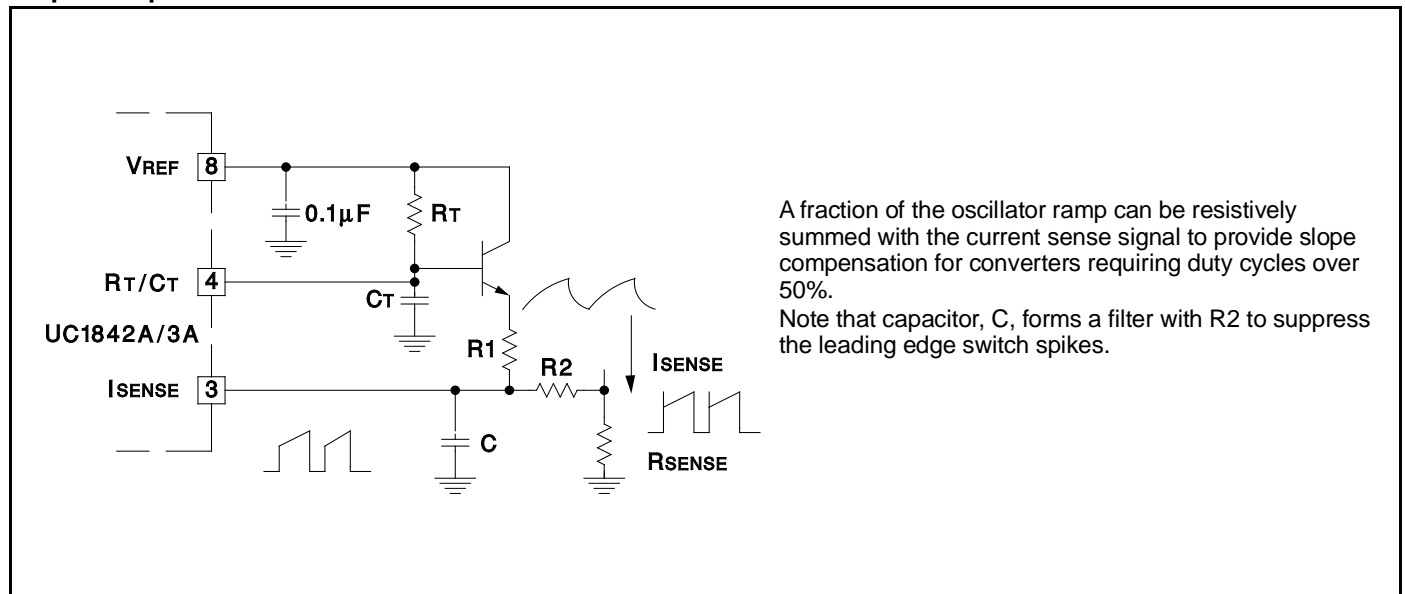 VREF 8
0.1µF RT
RT/CT 4
CT
UC1842A/3A
R1
R2
ISENSE
ISENSE 3
C
RSENSE
A fraction of the oscillator ramp can be resistively
summed with the current sense signal to provide slope
compensation for converters requiring duty cycles over
50%.
Note that capacitor, C, forms a filter with R2 to suppress
the leading edge switch spikes.